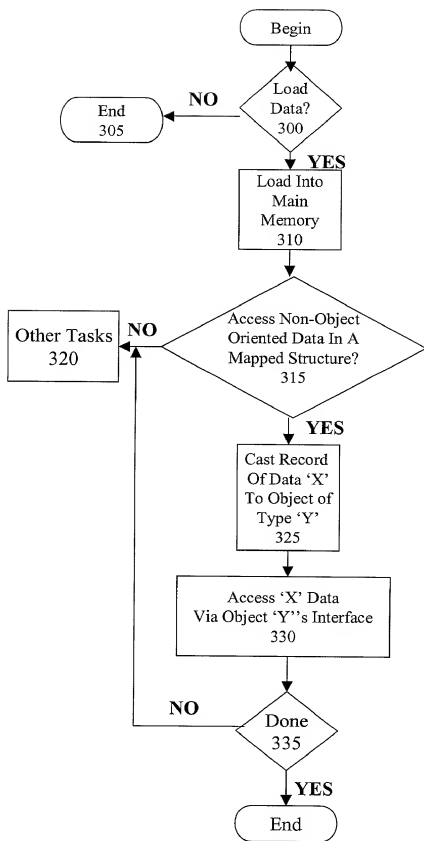 Begin
Load
Data?
300
NO
End
305
YES
Load Into
Main
Memory
310
Access Non-Object
Oriented Data In A
Mapped Structure?
315
NO
Other Tasks
320
YES
Cast Record
Of Data ‘X’
To Object of
Type ‘Y’
325
Access ‘X’ Data
Via Object ‘Y’’s Interface
330
NO
Done
335
YES
End